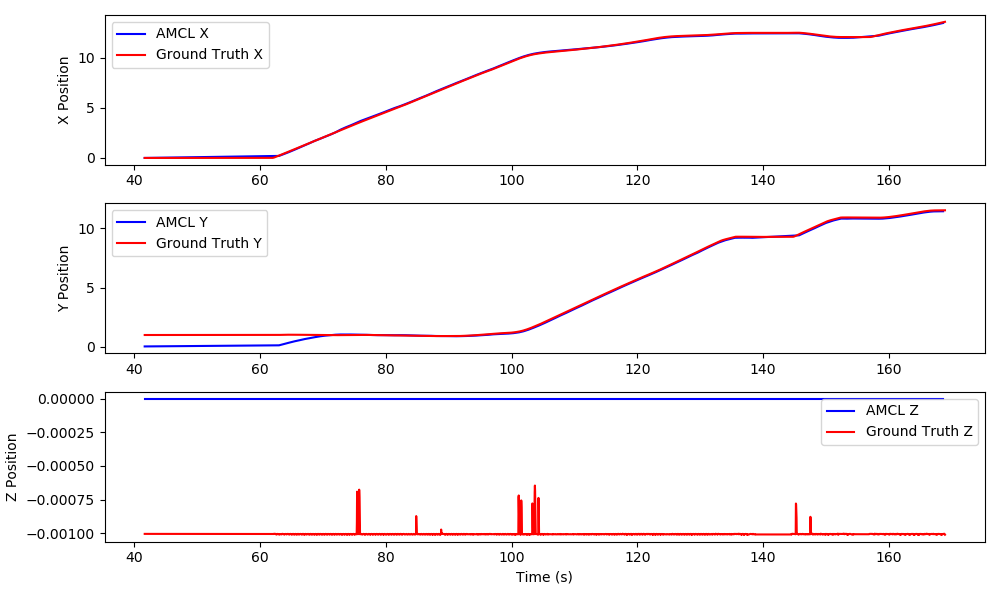 AMCL X
Ground Truth X
X Position
10
5
0
40 60 80 100 120 140 160
AMCL Y
Ground Truth Y
Y Position
10
5
0
40 60 80 100 120 140 160
AMCL Z
Ground Truth Z
Z Position
0.00000
−0.00025
−0.00050
−0.00075
−0.00100
40 60 80 100 120 140 160
Time (s)